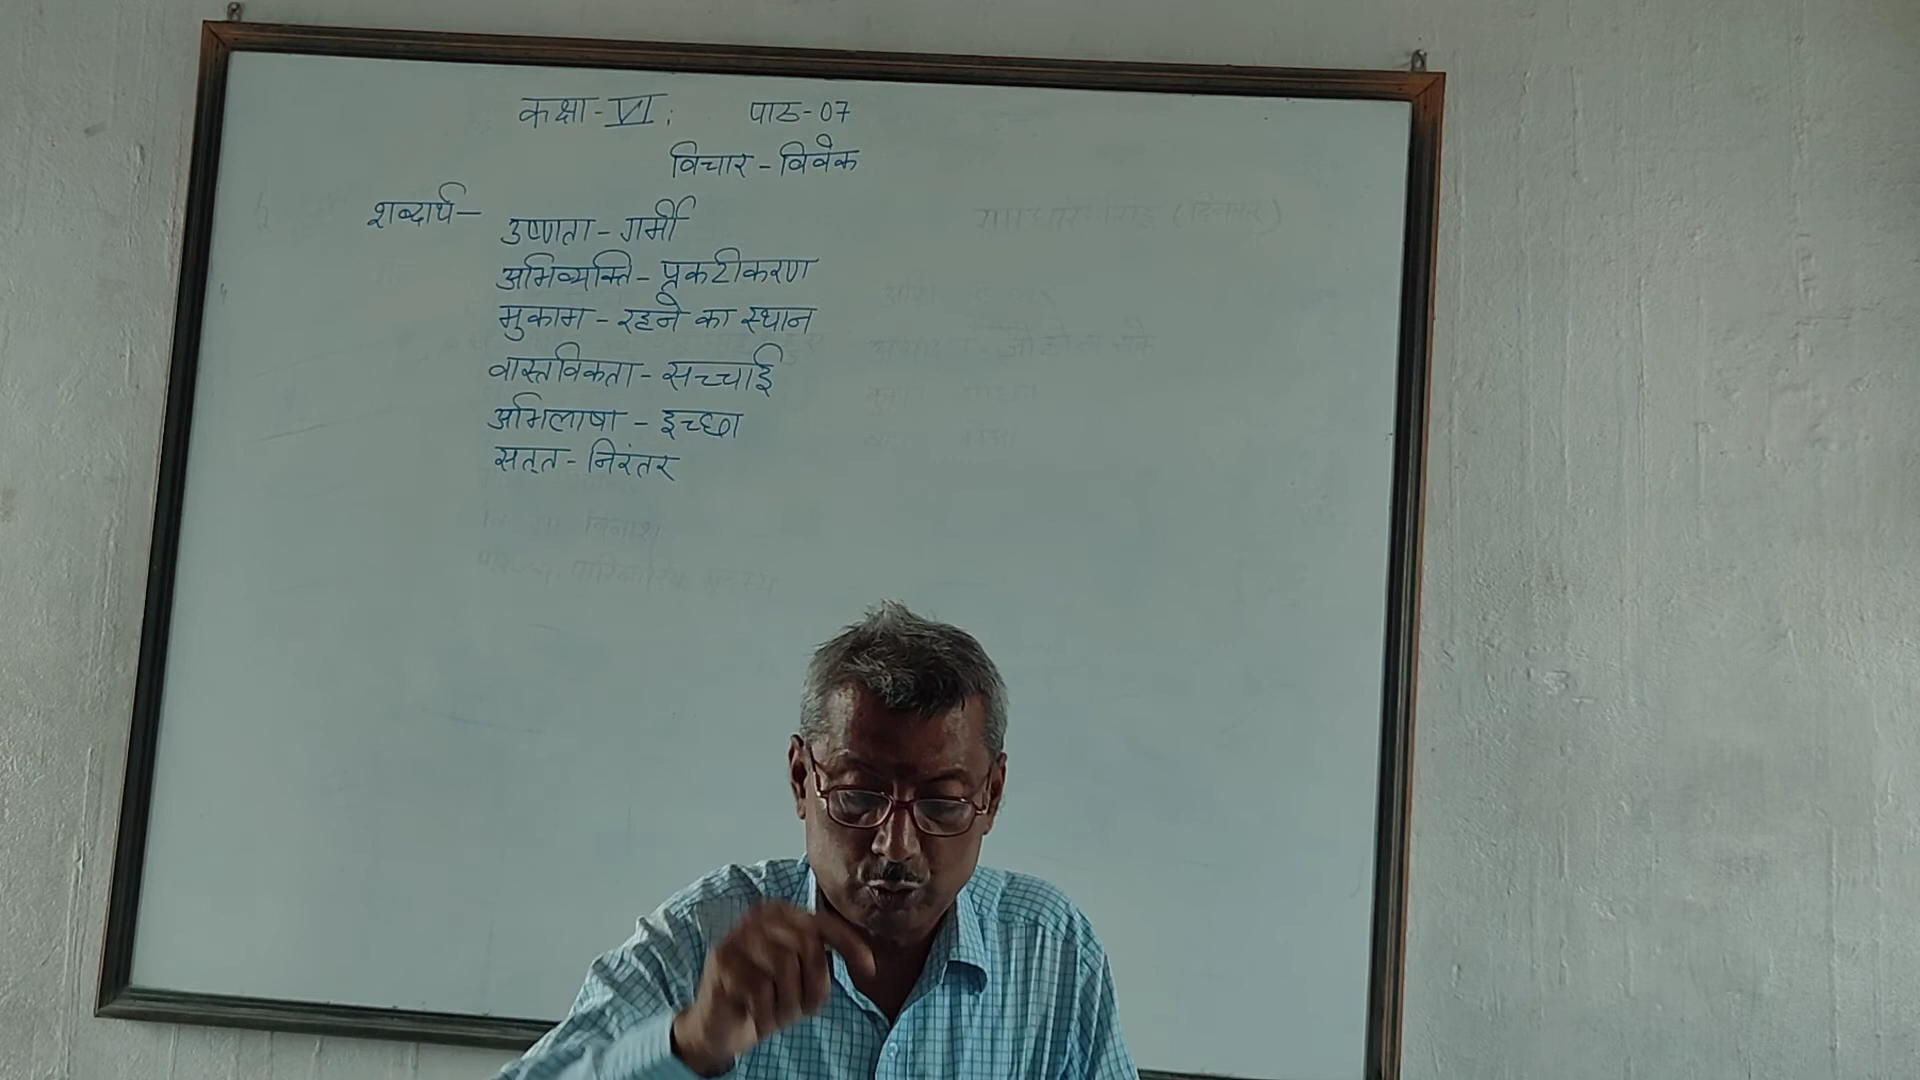 कक्षा-VI: पाठ-07
विचार-विवेक
शब्दार्थ- उष्णता-गर्मी
अभिव्यक्ति-प्रकटीकरण
मुकाम-रहने का स्थान
वास्तविकता-सच्चाई
अभिलाषा-इच्छा
सतत-निरंतर
विनाश